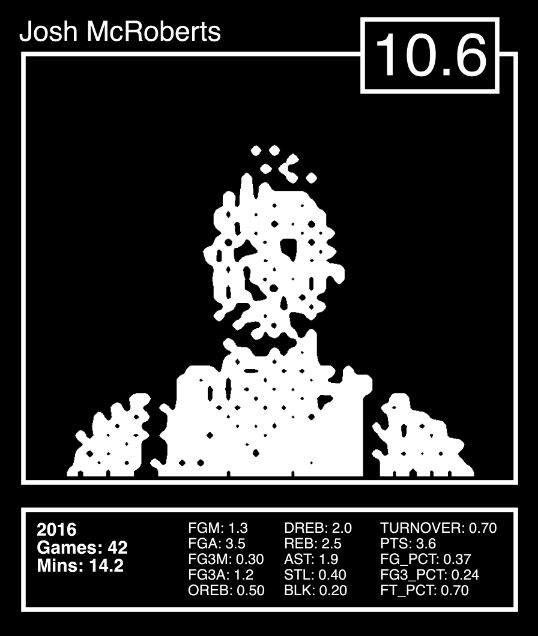 Josh McRoberts
10.6
2016
Games: 42
Mins: 14.2
FGM: 1.3
FGA: 3.5
FG3M: 0.30
FG3A: 1.2
OREB: 0.50
DREB: 2.0
REB: 2.5
AST: 1.9
STL: 0.40
BLK: 0.20
TURNOVER: 0.70
PTS: 3.6
FG_PCT: 0.37
FG3_PCT: 0.24
FT_PCT: 0.70